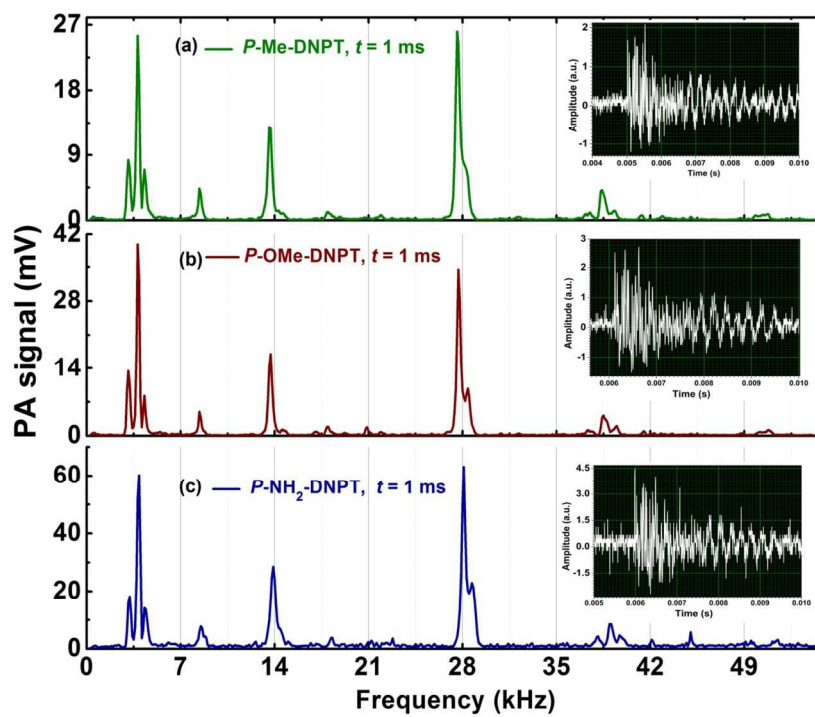 PA signal (mV)
27
18
9
0
(a) P-Me-DNPT, t = 1 ms
Amplitude (a.u.)
2
1
0
-1
0.004 0.005 0.006 0.007 0.008 0.009 0.010
Time (s)
42
28
14
0
(b) P-OMe-DNPT, t = 1 ms
Amplitude (a.u.)
3
2
1
0
-1
0.006 0.007 0.008 0.009 0.010
Time (s)
60
40
20
0
(c) P-NH₂-DNPT, t = 1 ms
Amplitude (a.u.)
4.5
3.0
1.5
0.0
-1.5
0.005 0.006 0.007 0.008 0.009 0.010
Time (s)
0 7 14 21 28 35 42 49
Frequency (kHz)